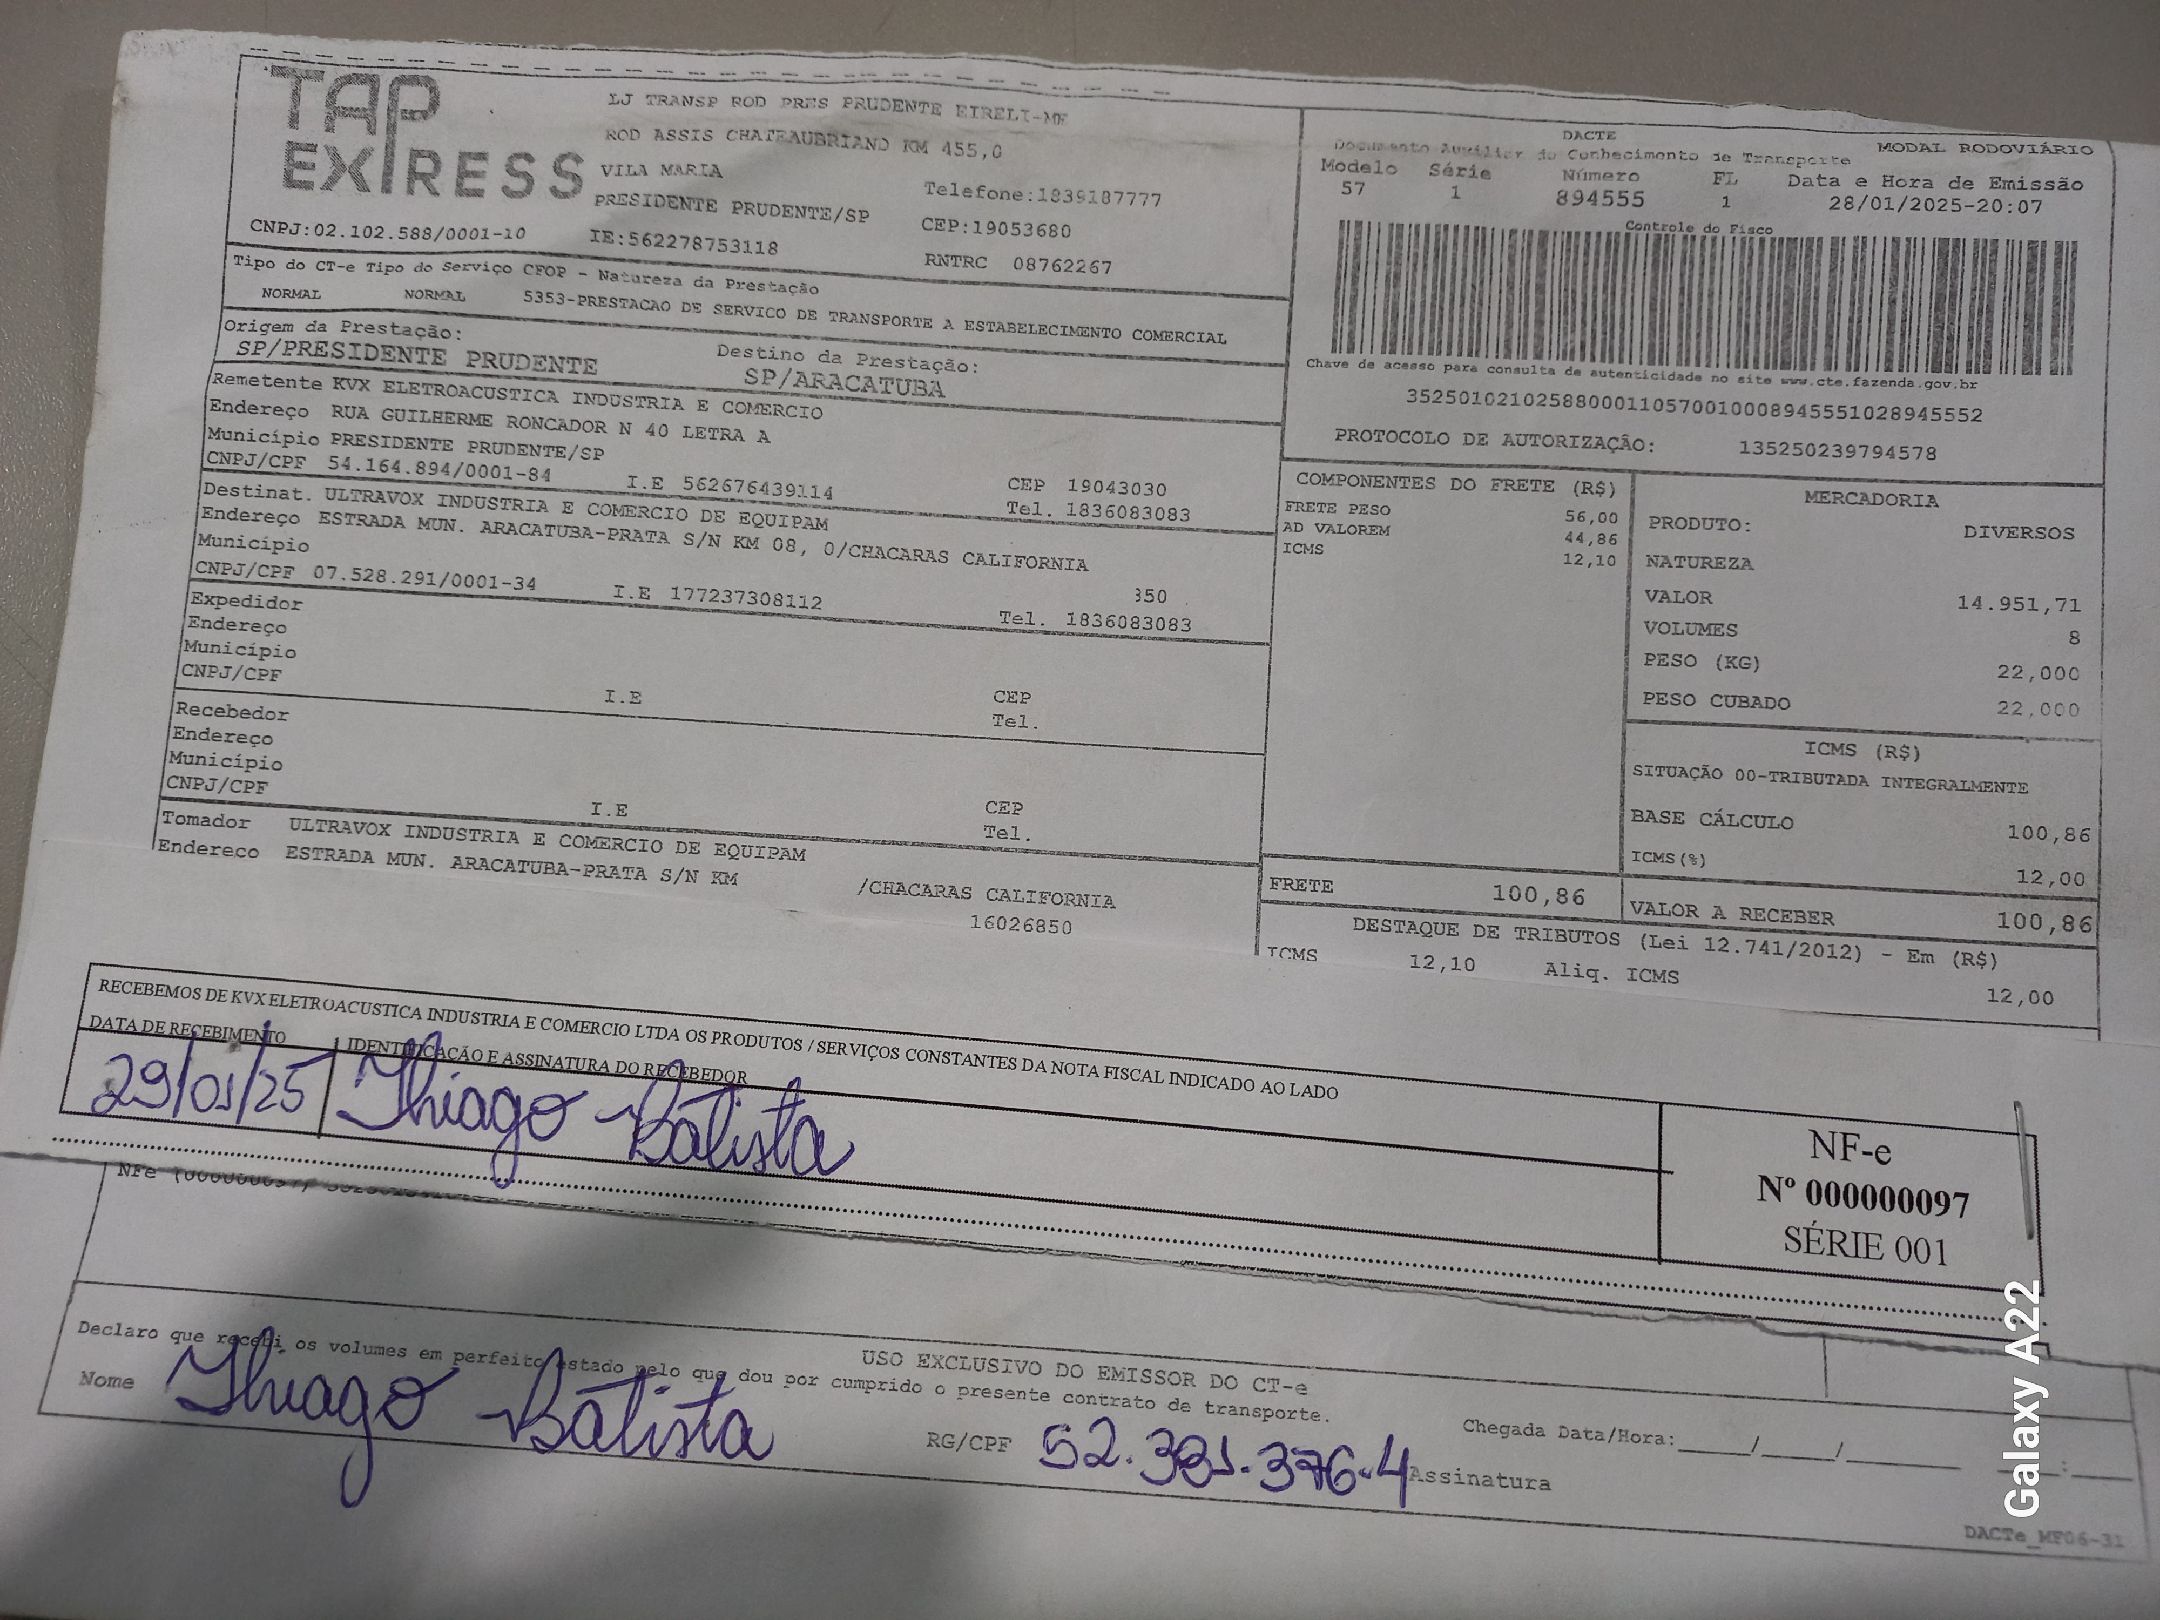 TAP
EXPRESS
LJ TRANSP ROD PRES PRUDENTE EIRELI-ME
ROD ASSIS CHATEAUBRIAND KM 455,0
VILA MARIA
Telefone:1839187777
PRESIDENTE PRUDENTE/SP
CEP:19053680
CNPJ:02.102.588/0001-10
IE:562278753118
RNTRC 08762267
DACTE
Documento Auxiliar do Conhecimento de Transporte
MODAL RODOVIÁRIO
Modelo Série Número FL Data e Hora de Emissão
57 1 894555 1 28/01/2025-20:07
Controle do Fisco
Chave de acesso para consulta de autenticidade no site www.cte.fazenda.gov.br
35250102102588000110570010008945551028945552
PROTOCOLO DE AUTORIZAÇÃO: 135250239794578
Tipo do CT-e Tipo do Serviço CFOP - Natureza da Prestação
NORMAL NORMAL 5353-PRESTACAO DE SERVICO DE TRANSPORTE A ESTABELECIMENTO COMERCIAL
Origem da Prestação: Destino da Prestação:
SP/PRESIDENTE PRUDENTE SP/ARACATUBA
Remetente KVX ELETROACUSTICA INDUSTRIA E COMERCIO
Endereço RUA GUILHERME RONCADOR N 40 LETRA A
Município PRESIDENTE PRUDENTE/SP CEP 19043030
CNPJ/CPF 54.164.894/0001-84 I.E 562676439114 Tel. 1836083083
Destinat. ULTRAVOX INDUSTRIA E COMERCIO DE EQUIPAM
Endereço ESTRADA MUN. ARACATUBA-PRATA S/N KM 08, 0/CHACARAS CALIFORNIA
Município 350
CNPJ/CPF 07.528.291/0001-34 I.E 177237308112 Tel. 1836083083
Expedidor
Endereço
Município CEP
CNPJ/CPF I.E Tel.
Recebedor
Endereço
Município CEP
CNPJ/CPF I.E Tel.
Tomador ULTRAVOX INDUSTRIA E COMERCIO DE EQUIPAM
Endereço ESTRADA MUN. ARACATUBA-PRATA S/N KM /CHACARAS CALIFORNIA
16026850
COMPONENTES DO FRETE (R$)
FRETE PESO 56,00
AD VALOREM 44,86
ICMS 12,10
FRETE 100,86
MERCADORIA
PRODUTO: DIVERSOS
NATUREZA
VALOR 14.951,71
VOLUMES 8
PESO (KG) 22,000
PESO CUBADO 22,000
ICMS (R$)
SITUAÇÃO 00-TRIBUTADA INTEGRALMENTE
BASE CÁLCULO 100,86
ICMS(%) 12,00
VALOR A RECEBER 100,86
DESTAQUE DE TRIBUTOS (Lei 12.741/2012) - Em (R$)
ICMS 12,10 Aliq. ICMS 12,00
RECEBEMOS DE KVX ELETROACUSTICA INDUSTRIA E COMERCIO LTDA OS PRODUTOS / SERVIÇOS CONSTANTES DA NOTA FISCAL INDICADO AO LADO
DATA DE RECEBIMENTO IDENTIFICAÇÃO E ASSINATURA DO RECEBEDOR
29/01/25 Thiago Batista
NF-e
Nº 000000097
SÉRIE 001
NFe
USO EXCLUSIVO DO EMISSOR DO CT-e
Declaro que recebi os volumes em perfeito estado pelo que dou por cumprido o presente contrato de transporte.
Nome Thiago Batista RG/CPF 52.381.376-4 Assinatura
Chegada Data/Hora:_____/_____/_______ ____:____
DACTe_MF06-31
Galaxy A22